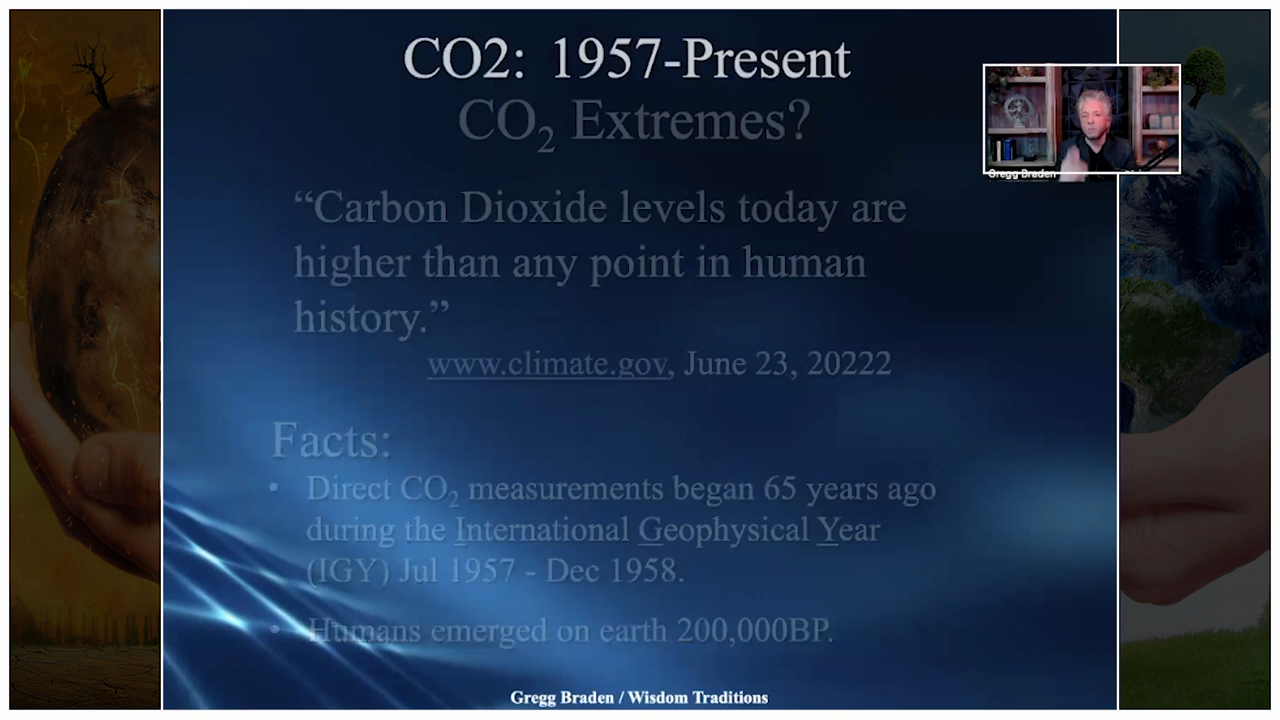 CO2: 1957-Present
CO₂ Extremes?
Gregg Braden
“Carbon Dioxide levels today are
higher than any point in human
history.”
www.climate.gov, June 23, 20222
Facts:
• Direct CO₂ measurements began 65 years ago
during the International Geophysical Year
(IGY) Jul 1957 - Dec 1958.
• Humans emerged on earth 200,000BP.
Gregg Braden / Wisdom Traditions